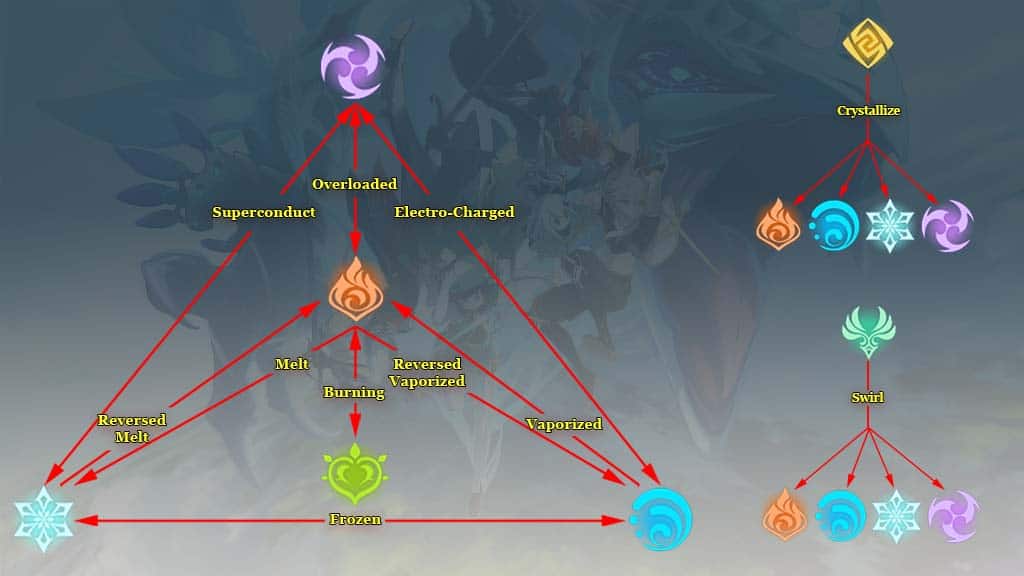 Crystallize
Overloaded
Superconduct
Electro-Charged
Melt
Reversed
Vaporized
Burning
Swirl
Reversed
Melt
Vaporized
Frozen